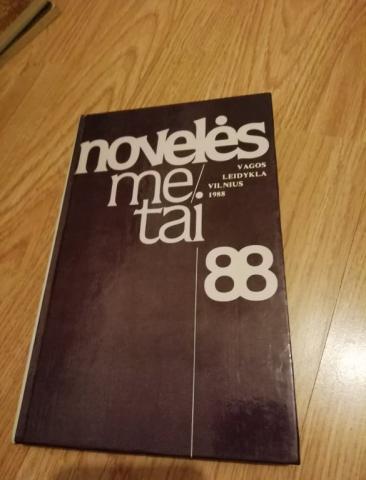 novelės
me/
tai
VAGOS
LEIDYKLA
VILNIUS
1988
88